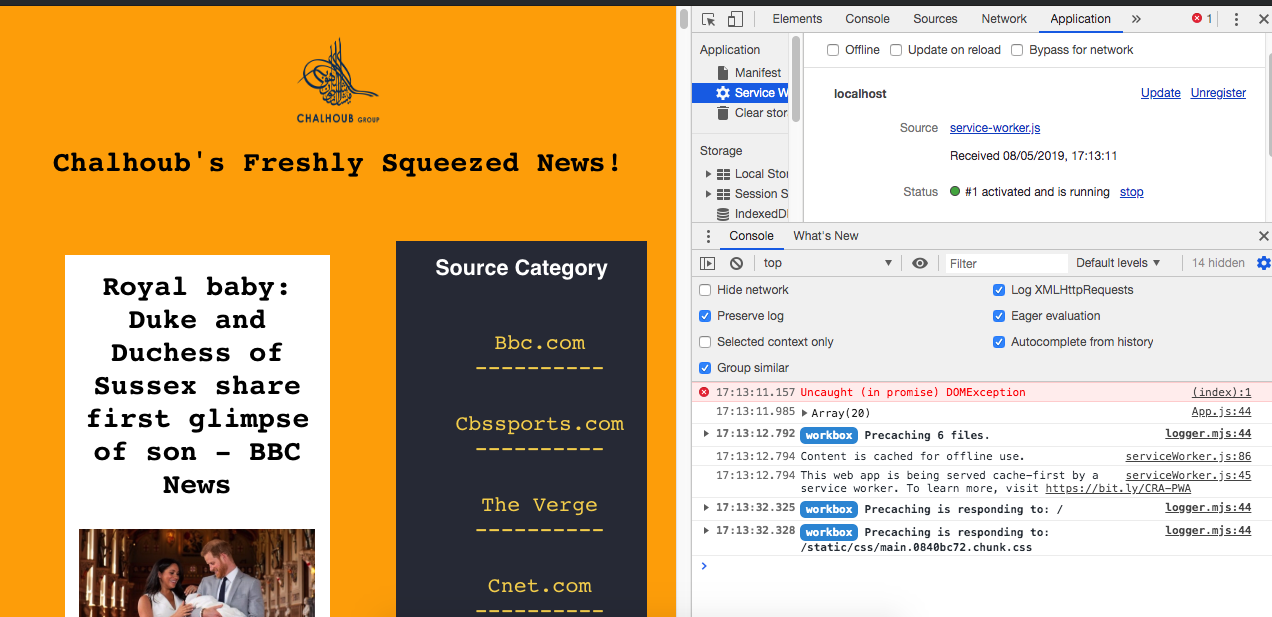 CHALHOUB GROUP
Chalhoub's Freshly Squeezed News!
Royal baby:
Duke and
Duchess of
Sussex share
first glimpse
of son - BBC
News
Source Category
Bbc.com
----------
Cbssports.com
----------
The Verge
----------
Cnet.com
----------
Elements Console Sources Network Application » 1
Application
Manifest
Service W
Clear stor
Storage
Local Stor
Session S
IndexedDI
Offline Update on reload Bypass for network
localhost Update Unregister
Source service-worker.js
Received 08/05/2019, 17:13:11
Status #1 activated and is running stop
Console What's New
top Filter Default levels 14 hidden
Hide network Log XMLHttpRequests
Preserve log Eager evaluation
Selected context only Autocomplete from history
Group similar
17:13:11.157 Uncaught (in promise) DOMException (index):1
17:13:11.985 Array(20) App.js:44
17:13:12.792 workbox Precaching 6 files. logger.mjs:44
17:13:12.794 Content is cached for offline use. serviceWorker.js:86
17:13:12.794 This web app is being served cache-first by a serviceWorker.js:45
service worker. To learn more, visit https://bit.ly/CRA-PWA
17:13:32.325 workbox Precaching is responding to: / logger.mjs:44
17:13:32.328 workbox Precaching is responding to: logger.mjs:44
/static/css/main.0840bc72.chunk.css